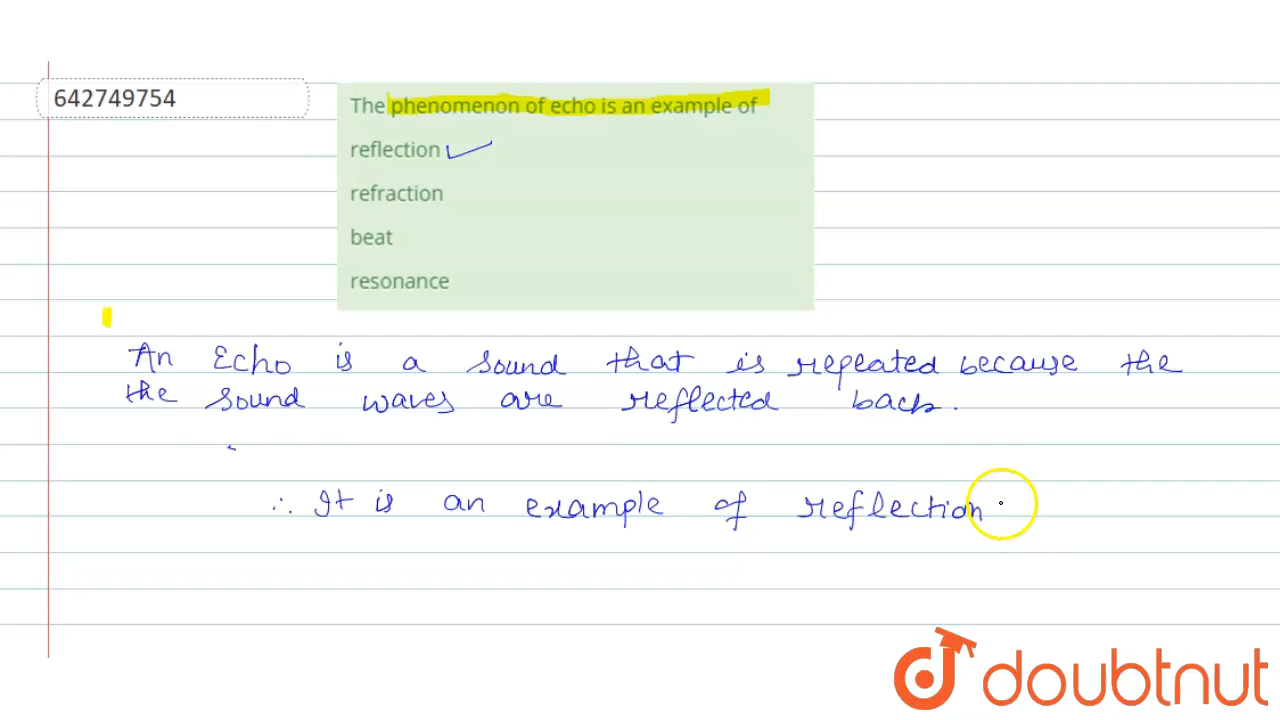 642749754
The phenomenon of echo is an example of
reflection
refraction
beat
resonance
An Echo is a sound that is repeated because the
the sound waves are reflected back.
∴ It is an example of reflection
doubtnut